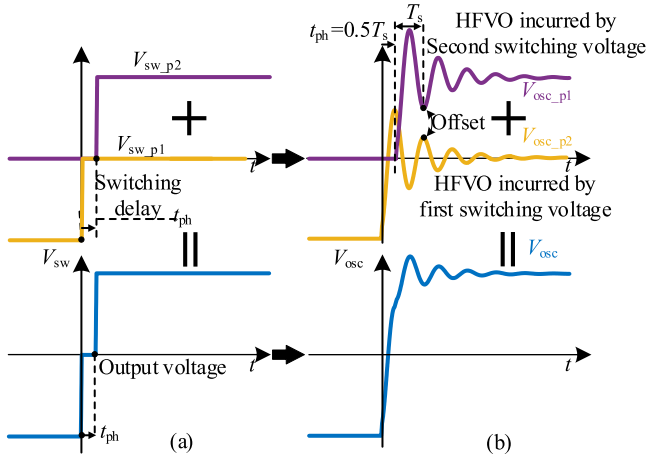 V_sw_p2
+
V_sw_p1
t
Switching
delay
t_ph
V_sw
=
Output voltage
t
t_ph
(a)
T_s
t_ph=0.5T_s
HFVO incurred by
Second switching voltage
V_osc_p1
+
Offset
V_osc_p2
t
HFVO incurred by
first switching voltage
V_osc
=
V_osc
t
(b)